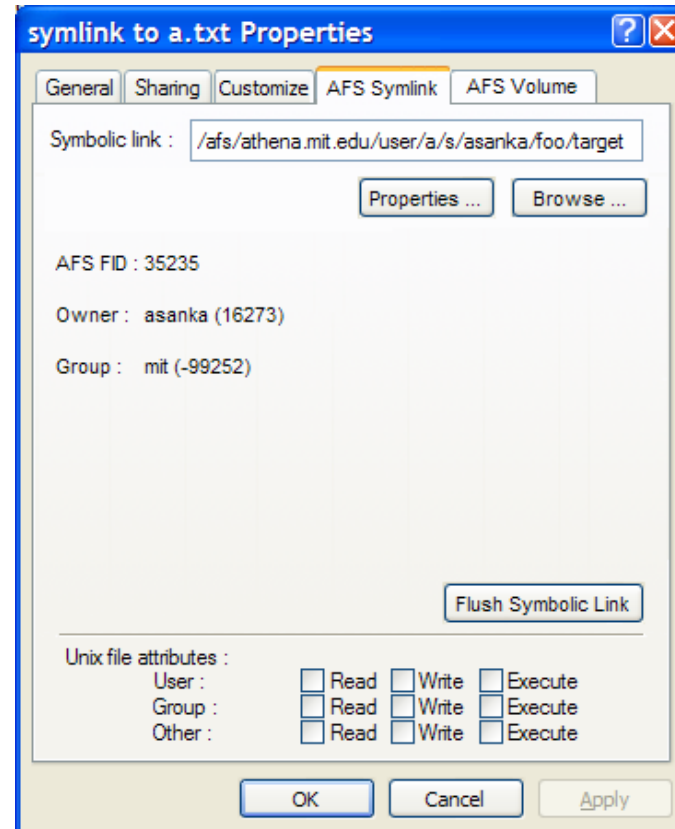 symlink to a.txt Properties
General Sharing Customize AFS Symlink AFS Volume
Symbolic link : /afs/athena.mit.edu/user/a/s/asanka/foo/target
Properties ... Browse ...
AFS FID : 35235
Owner : asanka (16273)
Group : mit (-99252)
Flush Symbolic Link
Unix file attributes :
User : Read Write Execute
Group : Read Write Execute
Other : Read Write Execute
OK Cancel Apply